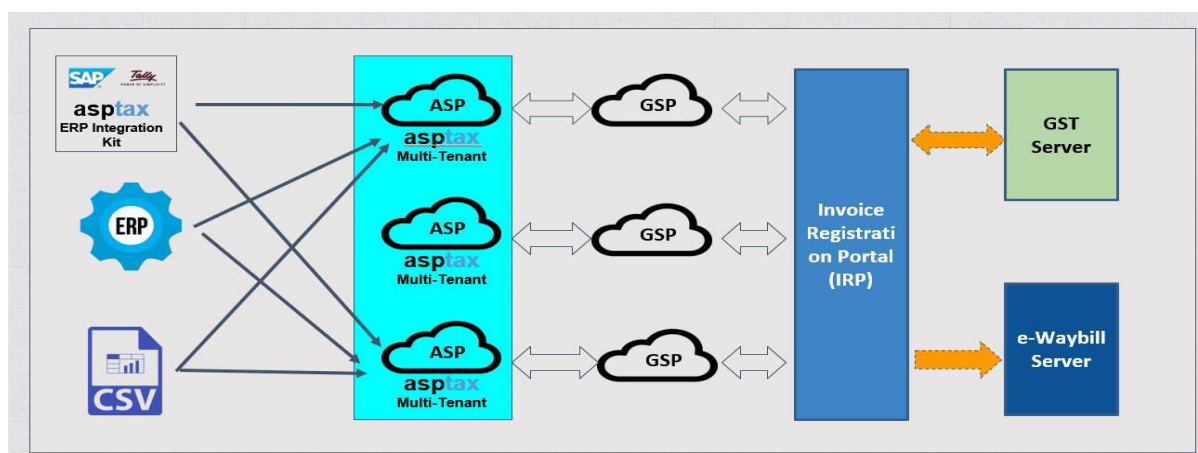 SAP
Tally
POWER OF SIMPLICITY
asptax
ERP Integration
Kit
ERP
CSV
ASP
asptax
Multi-Tenant
ASP
asptax
Multi-Tenant
ASP
asptax
Multi-Tenant
GSP
GSP
GSP
Invoice
Registrati
on Portal
(IRP)
GST
Server
e-Waybill
Server